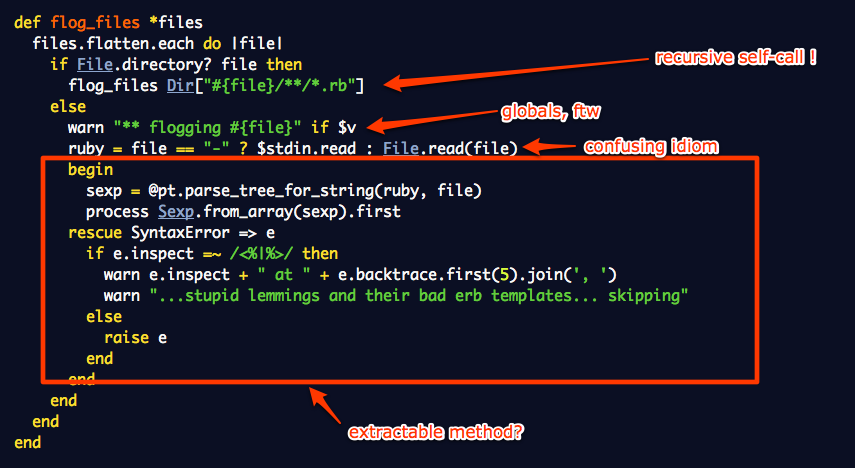 def flog_files *files
files.flatten.each do |file|
if File.directory? file then
recursive self-call !
flog_files Dir["#{file}/**/*.rb"]
else
globals, ftw
warn "** flogging #{file}" if $v
ruby = file == "-" ? $stdin.read : File.read(file)
confusing idiom
begin
sexp = @pt.parse_tree_for_string(ruby, file)
process Sexp.from_array(sexp).first
rescue SyntaxError => e
if e.inspect =~ /<%|%>/ then
warn e.inspect + " at " + e.backtrace.first(5).join(', ')
warn "...stupid lemmings and their bad erb templates... skipping"
else
raise e
end
end
end
end
end
extractable method?